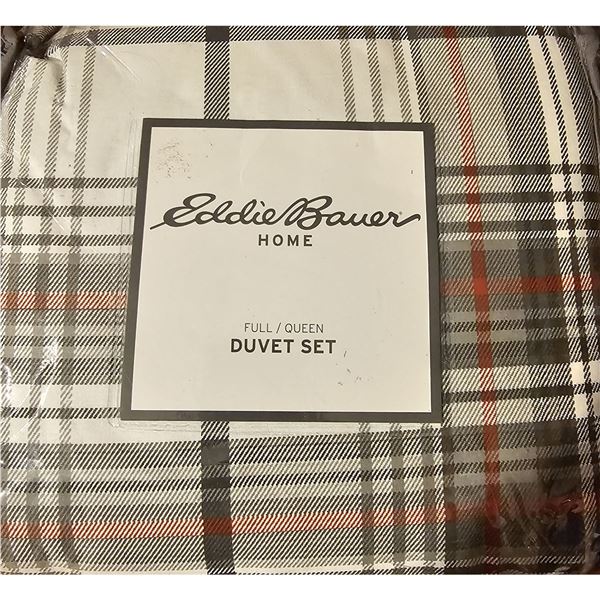 Eddie Bauer
HOME
FULL / QUEEN
DUVET SET